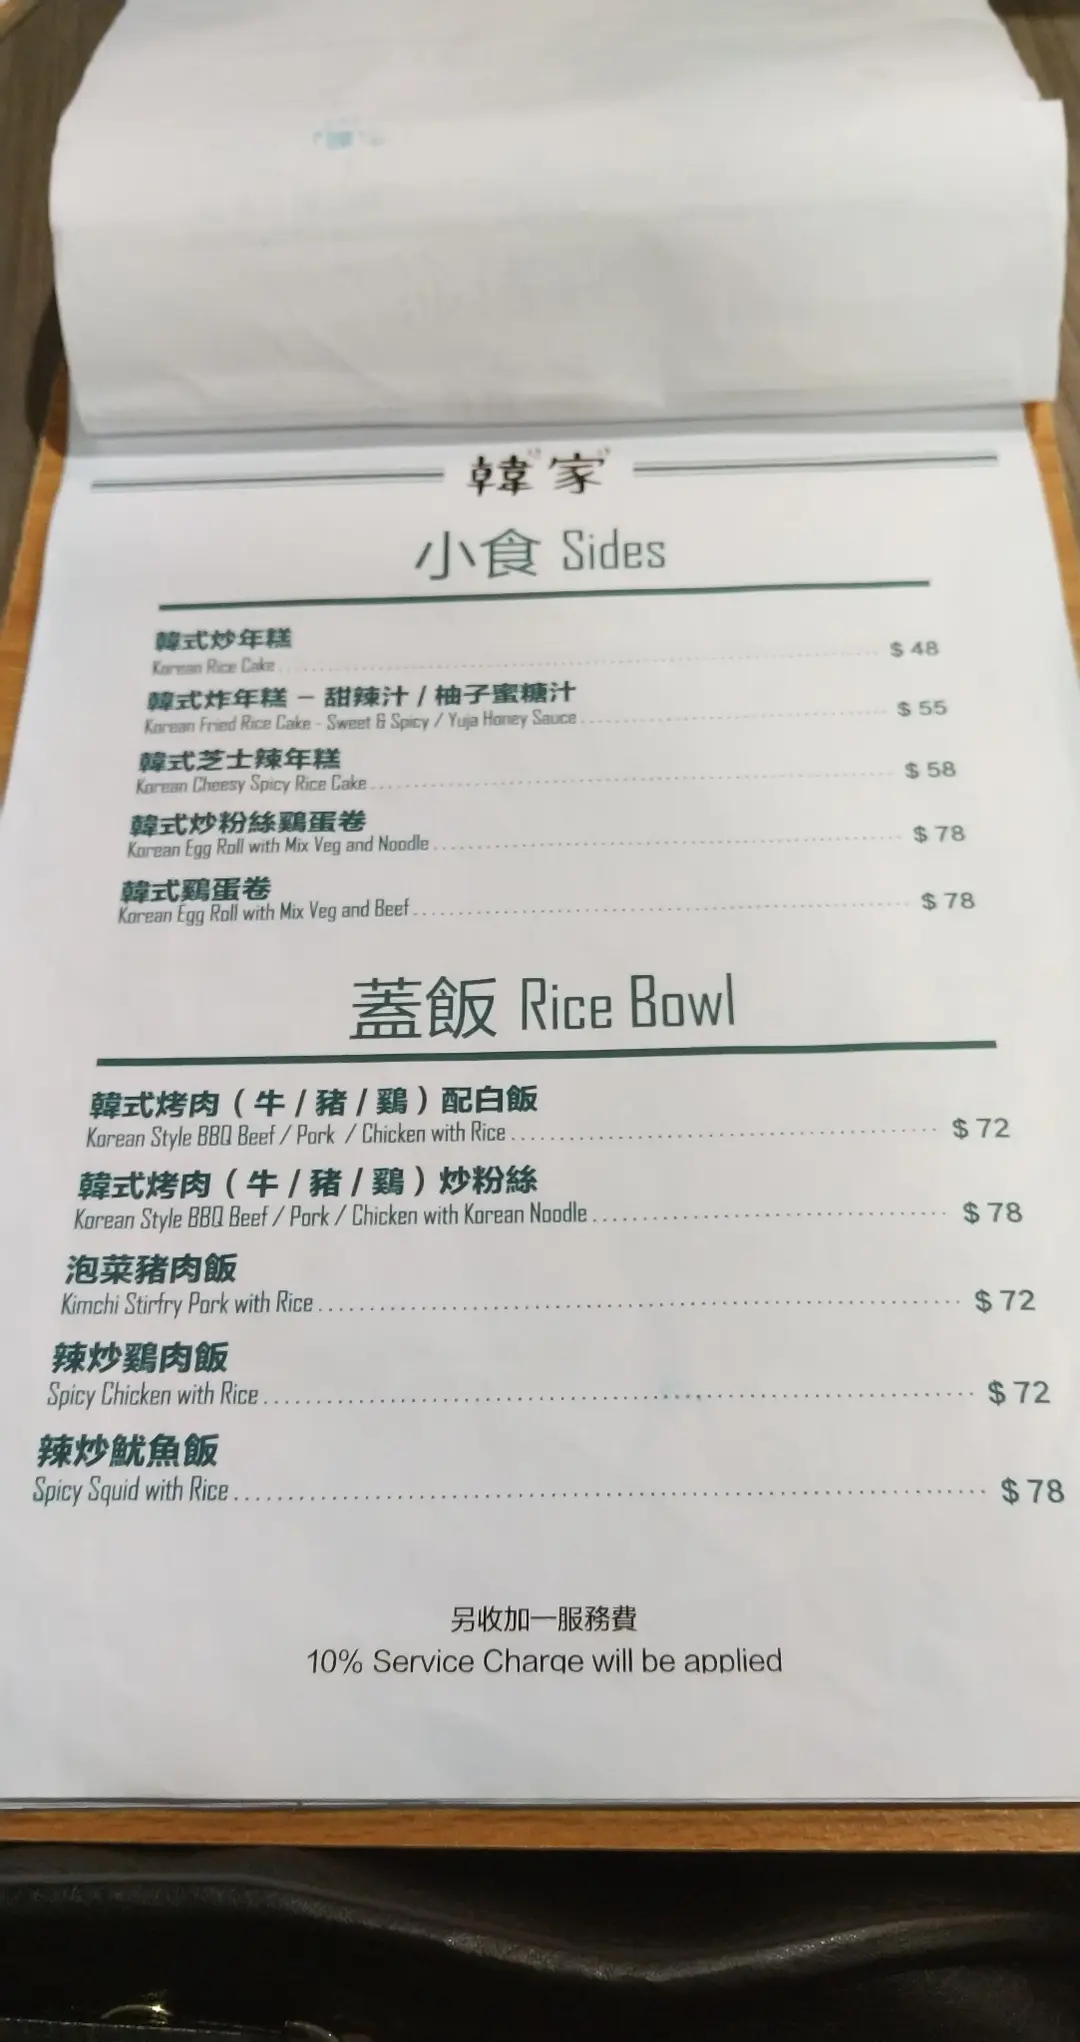 韓家
小食 Sides
韓式炒年糕
Korean Rice Cake ........ $ 48
韓式炸年糕 – 甜辣汁 / 柚子蜜糖汁
Korean Fried Rice Cake - Sweet & Spicy / Yuja Honey Sauce ........ $ 55
韓式芝士辣年糕
Korean Cheesy Spicy Rice Cake ........ $ 58
韓式炒粉絲鷄蛋卷
Korean Egg Roll with Mix Veg and Noodle ........ $ 78
韓式鷄蛋卷
Korean Egg Roll with Mix Veg and Beef ........ $ 78
蓋飯 Rice Bowl
韓式烤肉 ( 牛 / 豬 / 鷄 ) 配白飯
Korean Style BBQ Beef / Pork / Chicken with Rice ........ $ 72
韓式烤肉 ( 牛 / 豬 / 鷄 ) 炒粉絲
Korean Style BBQ Beef / Pork / Chicken with Korean Noodle ........ $ 78
泡菜豬肉飯
Kimchi Stirfry Pork with Rice ........ $ 72
辣炒鷄肉飯
Spicy Chicken with Rice ........ $ 72
辣炒魷魚飯
Spicy Squid with Rice ........ $ 78
另收加一服務費
10% Service Charge will be applied